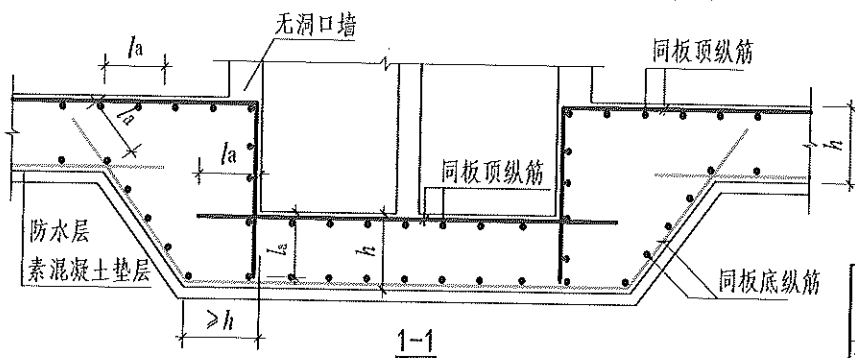 无洞口墙
la
同板顶纵筋
la
la
h
同板顶纵筋
防水层
素混凝土垫层
la
h
同板底纵筋
≥h
1-1